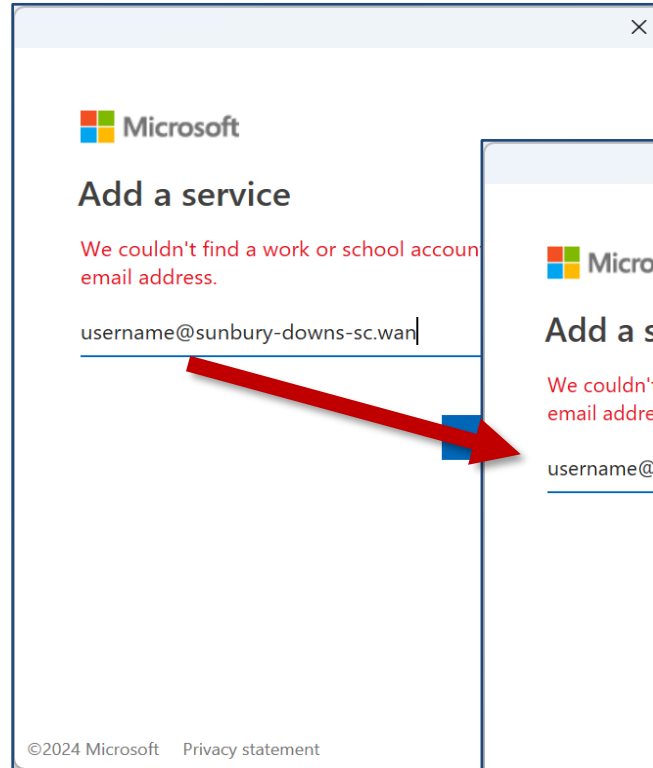 Microsoft
Add a service
We couldn't find a work or school accoun
email address.
username@sunbury-downs-sc.wan
©2024 Microsoft Privacy statement
Micro
Add a s
We couldn't
email addre
username@